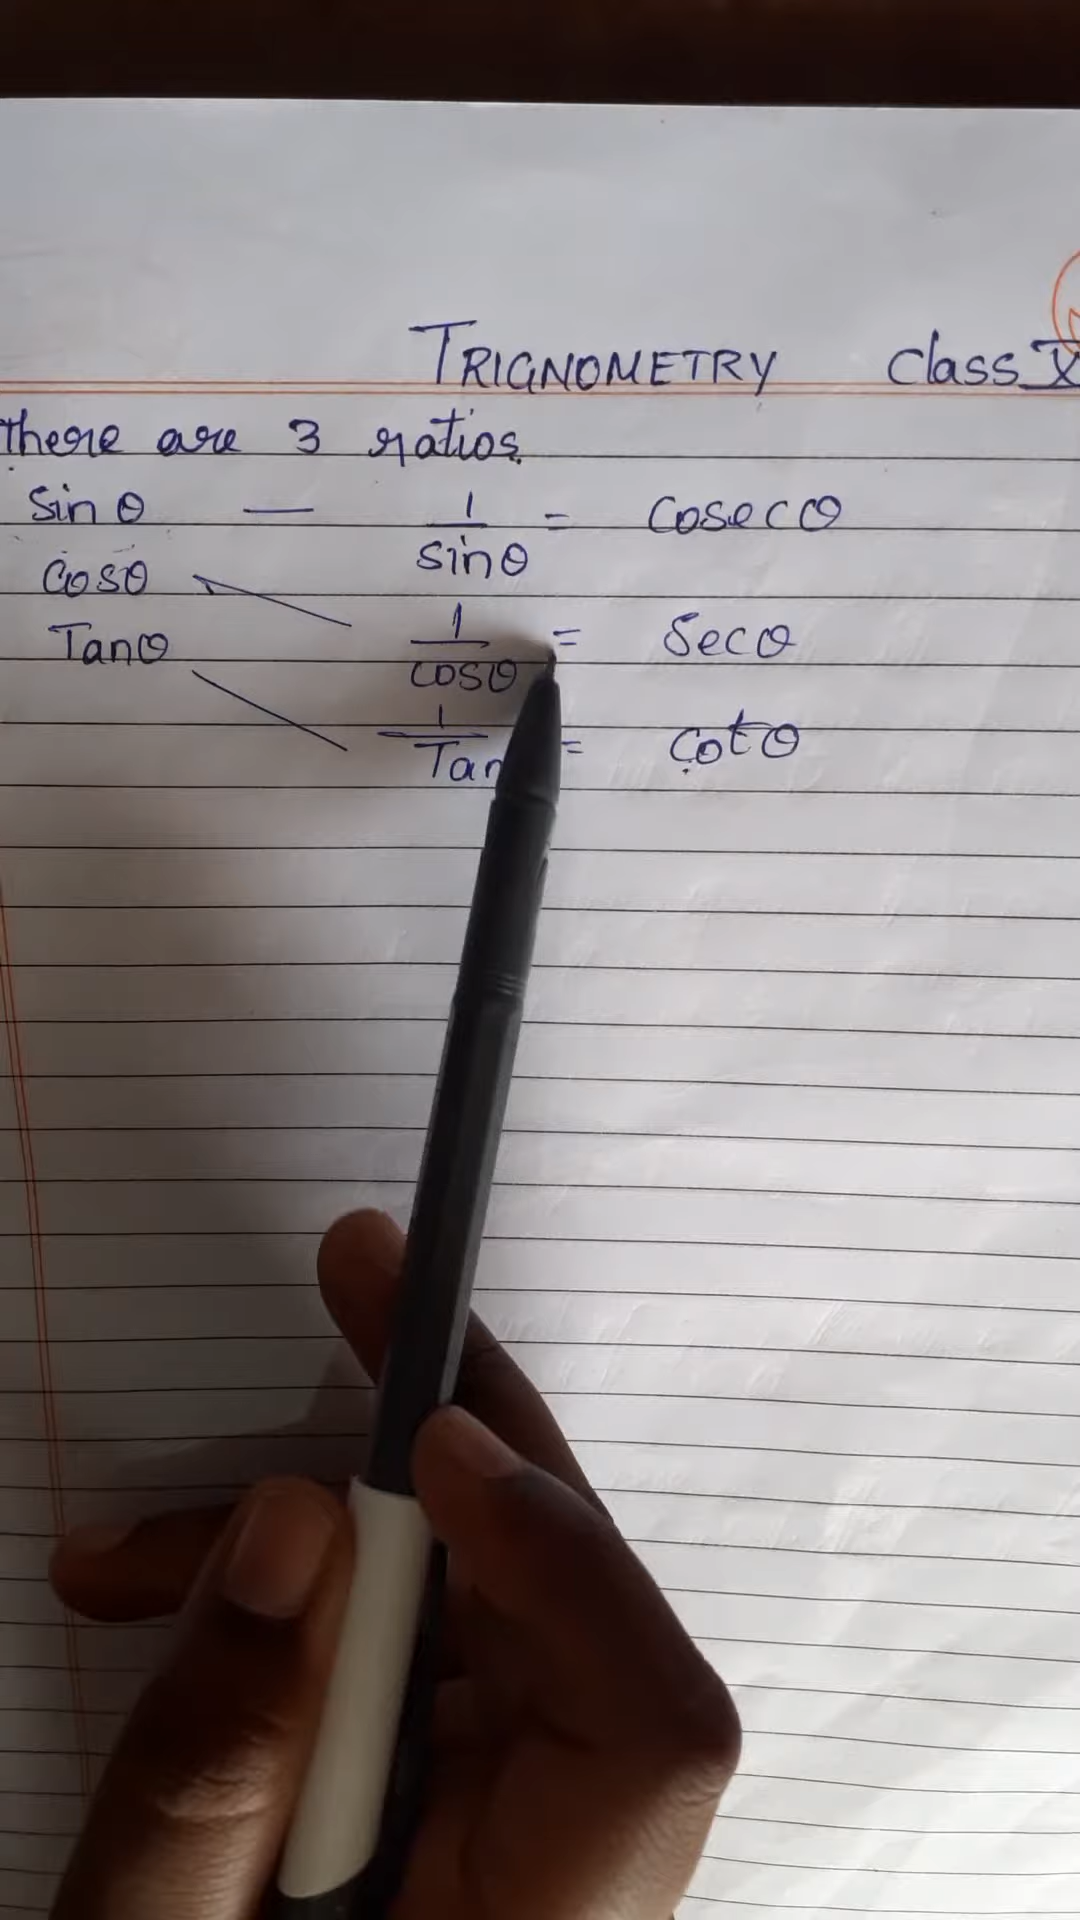 TRIGNOMETRY Class X
there are 3 ratios.
Sin θ — 1/sinθ = Cosecθ
Cosθ
1/cosθ = Secθ
Tanθ
1/Tan = Cotθ